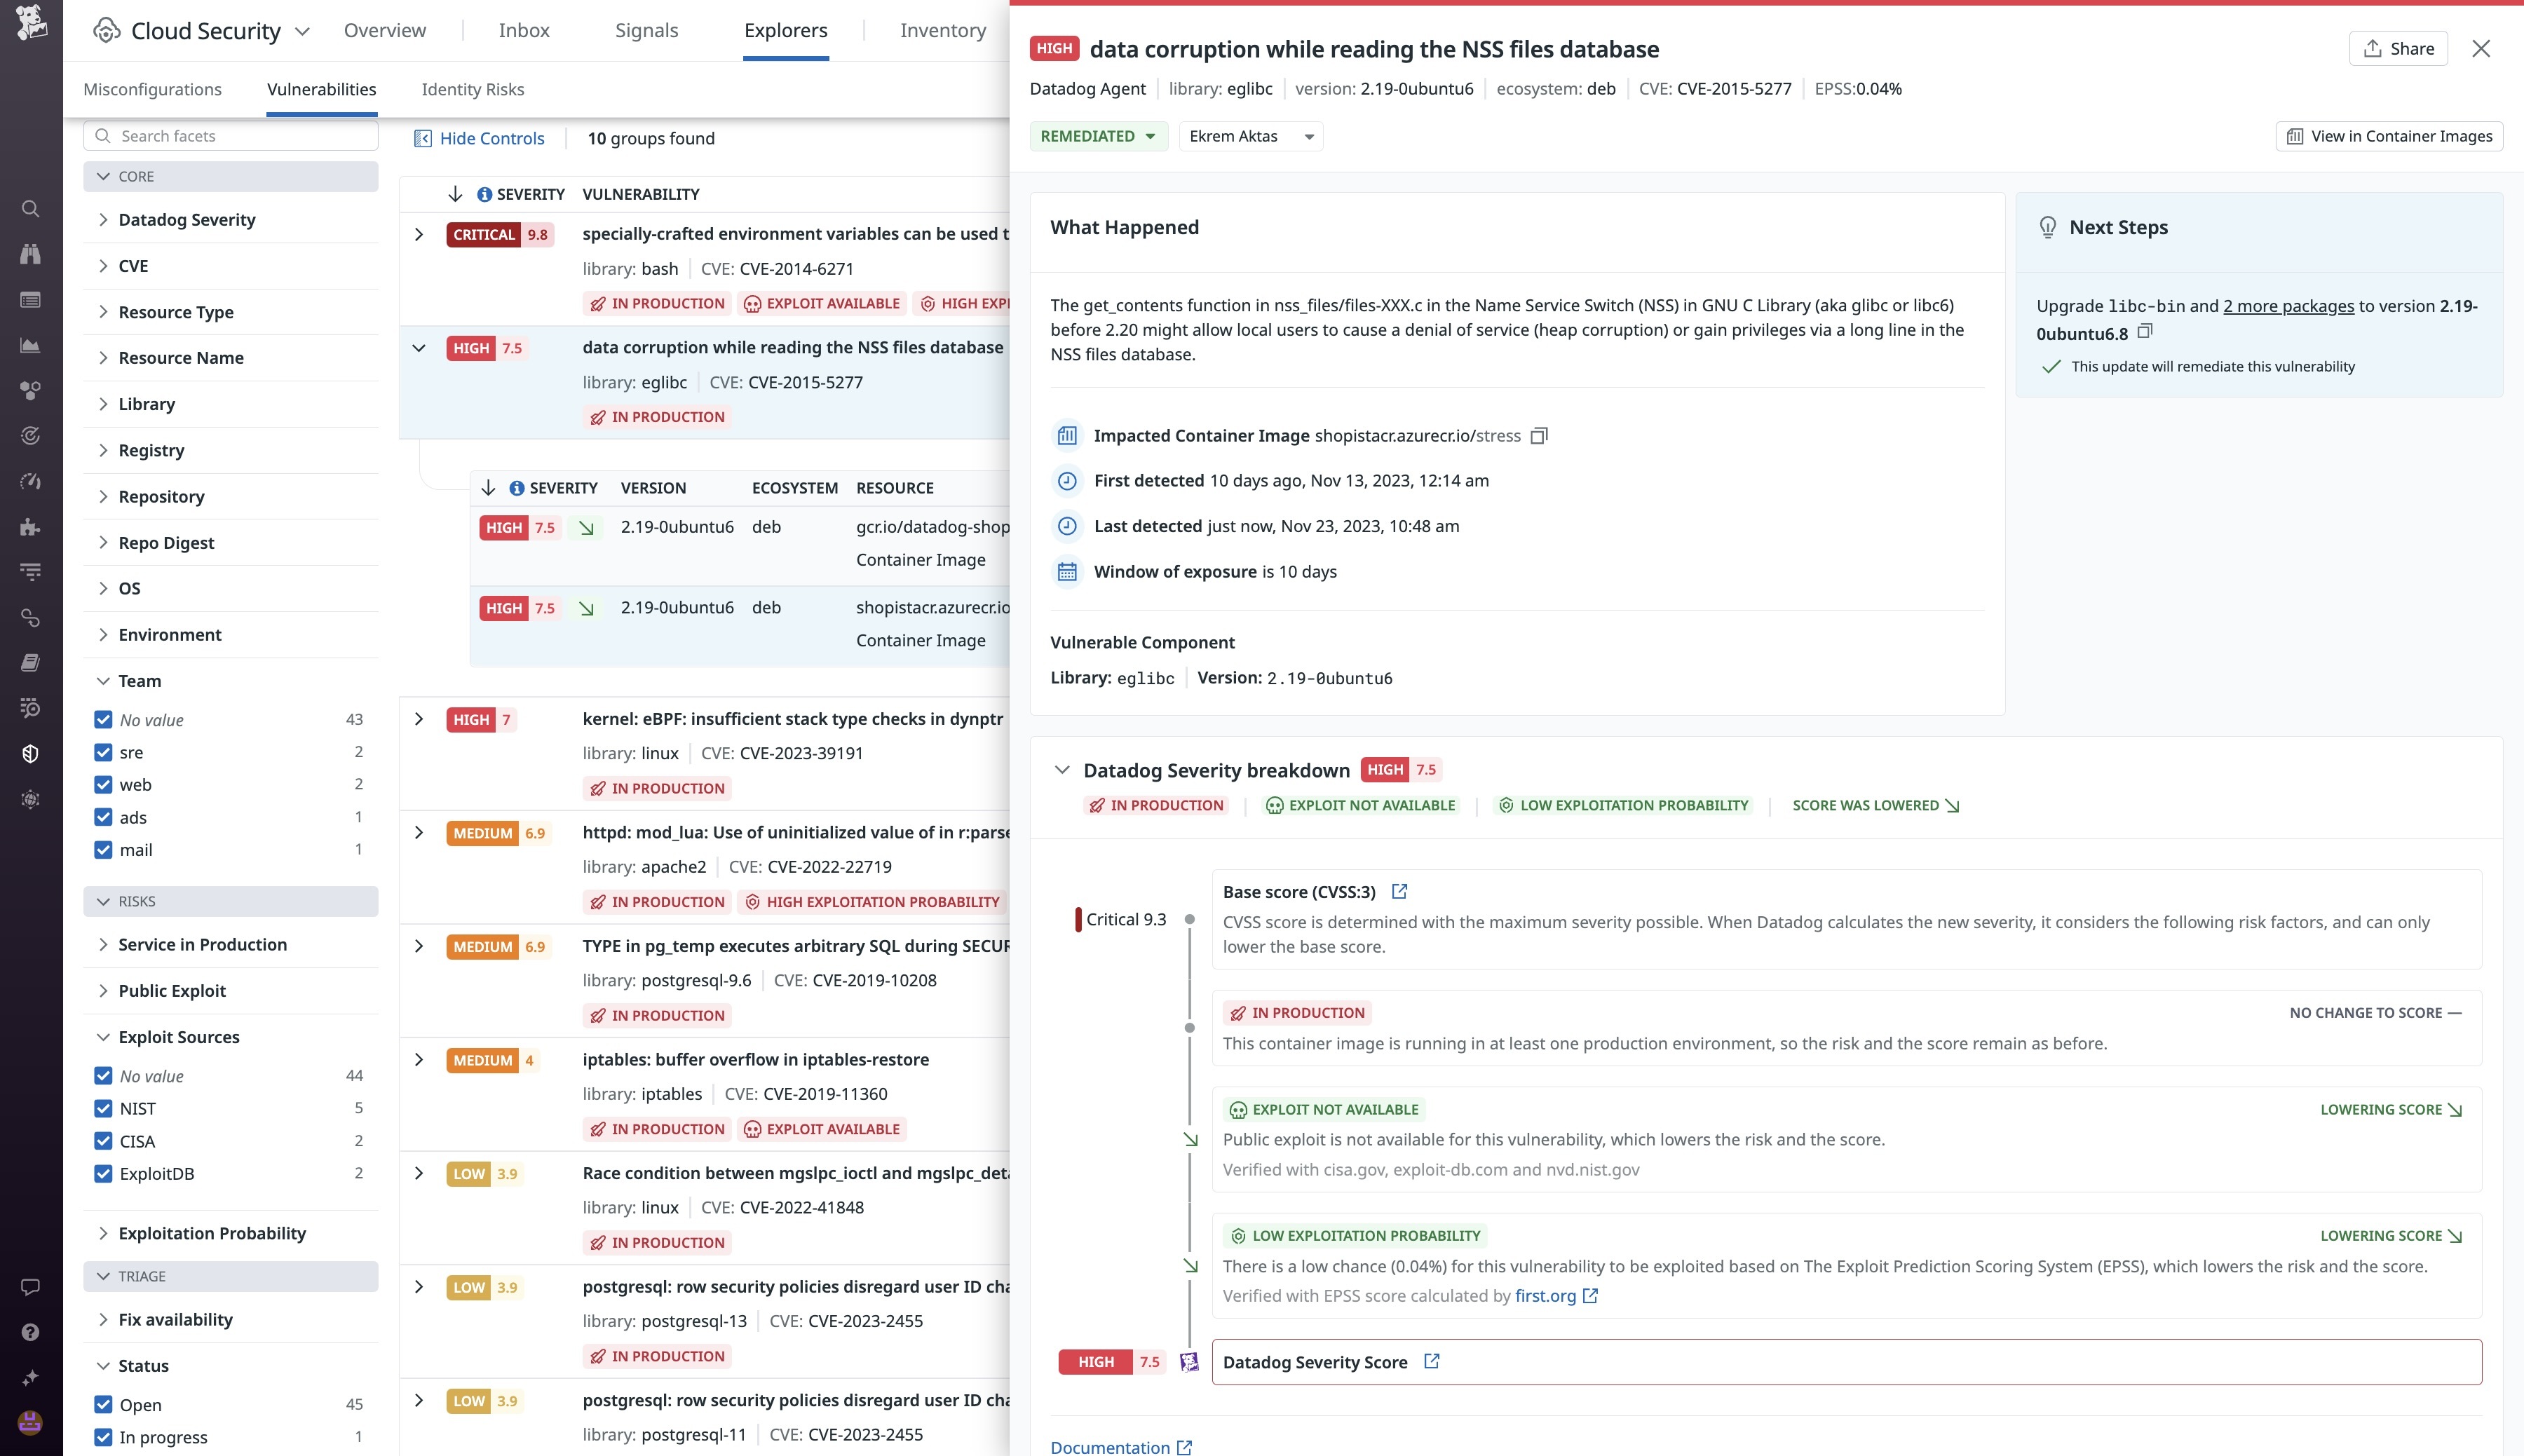 Cloud Security
Overview
Inbox
Signals
Explorers
Inventory
Misconfigurations
Vulnerabilities
Identity Risks
Search facets
CORE
Datadog Severity
CVE
Resource Type
Resource Name
Library
Registry
Repository
Repo Digest
OS
Environment
Team
No value 43
sre 2
web 2
ads 1
mail 1
RISKS
Service in Production
Public Exploit
Exploit Sources
No value 44
NIST 5
CISA 2
ExploitDB 2
Exploitation Probability
TRIAGE
Fix availability
Status
Open 45
In progress 1
Hide Controls
10 groups found
SEVERITY VULNERABILITY
CRITICAL 9.8 specially-crafted environment variables can be used t
library: bash CVE: CVE-2014-6271
IN PRODUCTION EXPLOIT AVAILABLE HIGH EXP
HIGH 7.5 data corruption while reading the NSS files database
library: eglibc CVE: CVE-2015-5277
IN PRODUCTION
SEVERITY VERSION ECOSYSTEM RESOURCE
HIGH 7.5 2.19-0ubuntu6 deb gcr.io/datadog-shop
Container Image
HIGH 7.5 2.19-0ubuntu6 deb shopistacr.azurecr.io
Container Image
HIGH 7 kernel: eBPF: insufficient stack type checks in dynptr
library: linux CVE: CVE-2023-39191
IN PRODUCTION
MEDIUM 6.9 httpd: mod_lua: Use of uninitialized value of in r:parse
library: apache2 CVE: CVE-2022-22719
IN PRODUCTION HIGH EXPLOITATION PROBABILITY
MEDIUM 6.9 TYPE in pg_temp executes arbitrary SQL during SECUR
library: postgresql-9.6 CVE: CVE-2019-10208
IN PRODUCTION
MEDIUM 4 iptables: buffer overflow in iptables-restore
library: iptables CVE: CVE-2019-11360
IN PRODUCTION EXPLOIT AVAILABLE
LOW 3.9 Race condition between mgslpc_ioctl and mgslpc_deta
library: linux CVE: CVE-2022-41848
IN PRODUCTION
LOW 3.9 postgresql: row security policies disregard user ID cha
library: postgresql-13 CVE: CVE-2023-2455
IN PRODUCTION
LOW 3.9 postgresql: row security policies disregard user ID cha
library: postgresql-11 CVE: CVE-2023-2455
HIGH data corruption while reading the NSS files database
Share
Datadog Agent library: eglibc version: 2.19-0ubuntu6 ecosystem: deb CVE: CVE-2015-5277 EPSS:0.04%
REMEDIATED Ekrem Aktas
View in Container Images
What Happened
The get_contents function in nss_files/files-XXX.c in the Name Service Switch (NSS) in GNU C Library (aka glibc or libc6)
before 2.20 might allow local users to cause a denial of service (heap corruption) or gain privileges via a long line in the
NSS files database.
Impacted Container Image shopistacr.azurecr.io/stress
First detected 10 days ago, Nov 13, 2023, 12:14 am
Last detected just now, Nov 23, 2023, 10:48 am
Window of exposure is 10 days
Vulnerable Component
Library: eglibc Version: 2.19-0ubuntu6
Next Steps
Upgrade libc-bin and 2 more packages to version 2.19-
0ubuntu6.8
This update will remediate this vulnerability
Datadog Severity breakdown HIGH 7.5
IN PRODUCTION EXPLOIT NOT AVAILABLE LOW EXPLOITATION PROBABILITY SCORE WAS LOWERED
Critical 9.3
Base score (CVSS:3)
CVSS score is determined with the maximum severity possible. When Datadog calculates the new severity, it considers the following risk factors, and can only
lower the base score.
IN PRODUCTION NO CHANGE TO SCORE —
This container image is running in at least one production environment, so the risk and the score remain as before.
EXPLOIT NOT AVAILABLE LOWERING SCORE
Public exploit is not available for this vulnerability, which lowers the risk and the score.
Verified with cisa.gov, exploit-db.com and nvd.nist.gov
LOW EXPLOITATION PROBABILITY LOWERING SCORE
There is a low chance (0.04%) for this vulnerability to be exploited based on The Exploit Prediction Scoring System (EPSS), which lowers the risk and the score.
Verified with EPSS score calculated by first.org
HIGH 7.5 Datadog Severity Score
Documentation